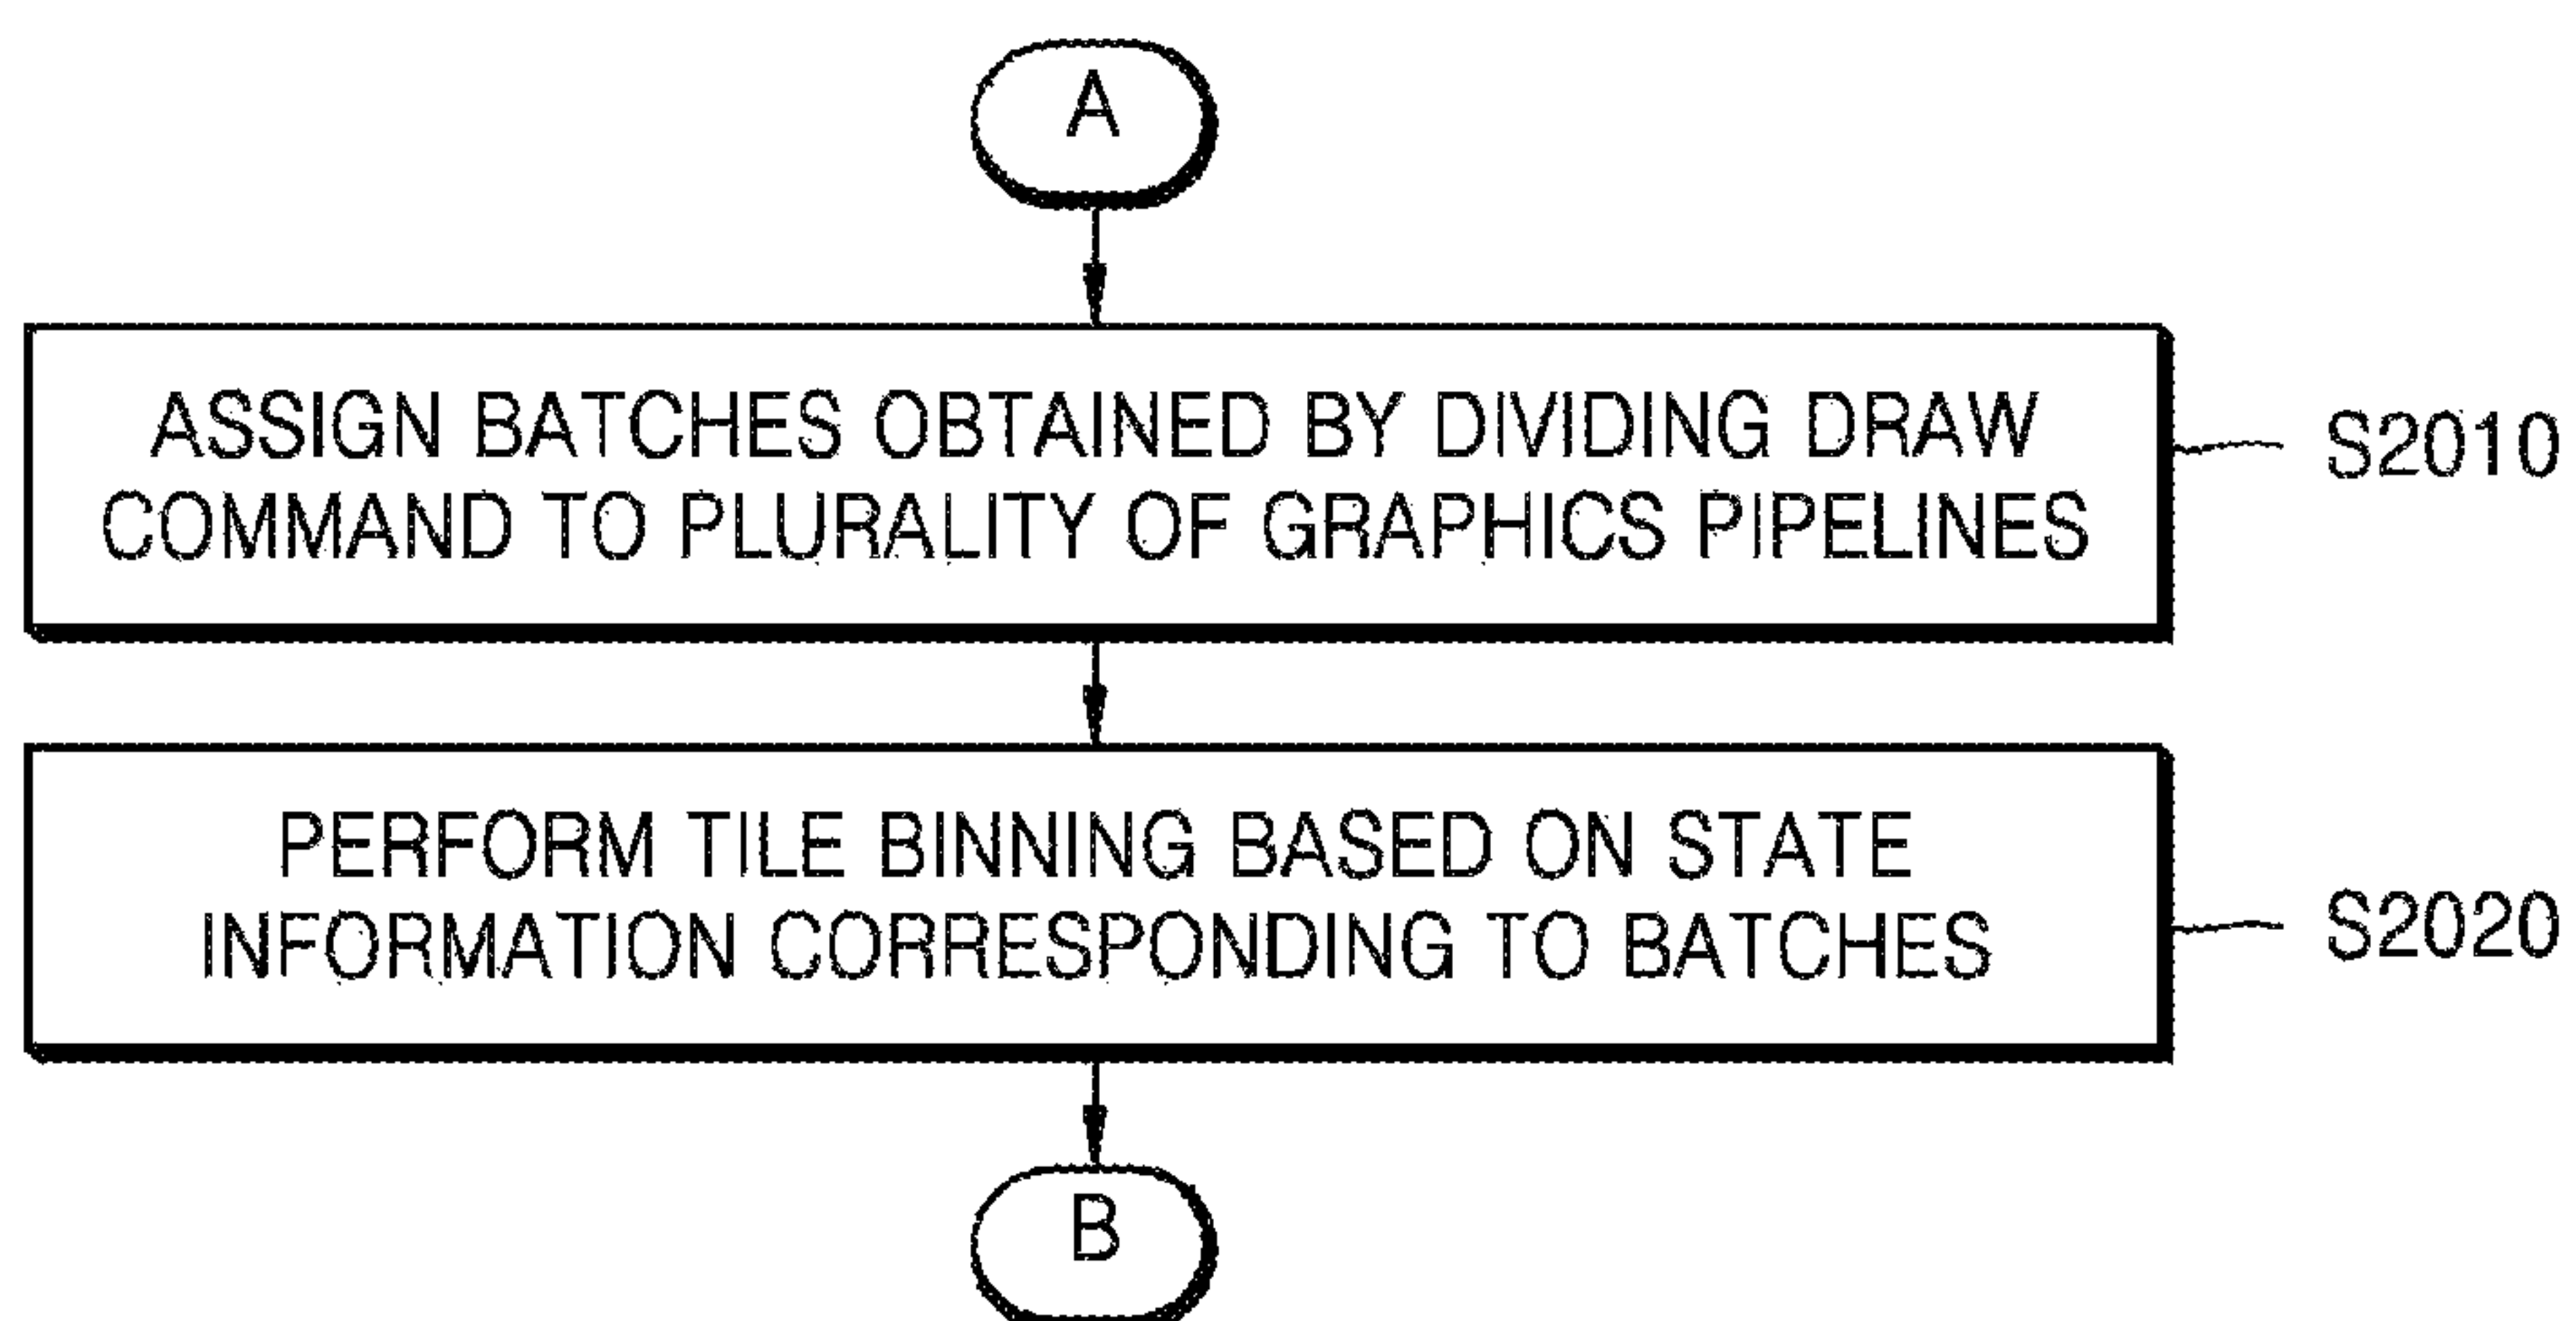 A
ASSIGN BATCHES OBTAINED BY DIVIDING DRAW
COMMAND TO PLURALITY OF GRAPHICS PIPELINES
S2010
PERFORM TILE BINNING BASED ON STATE
INFORMATION CORRESPONDING TO BATCHES
S2020
B